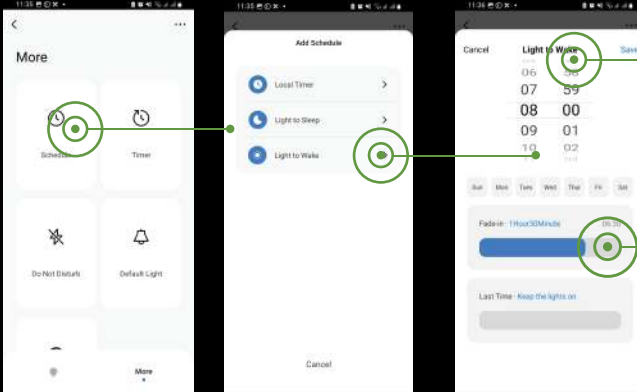 11:35
More
Schedule
Timer
Do Not Disturb
Default Light
More
11:35
Add Schedule
Local Timer
Light to Sleep
Light to Wake
Cancel
11:36
Cancel
Light to Wake
Save
06 58
07 59
08 00
09 01
10 02
Sun Mon Tues Wed Thur Fri Sat
Fade-in · 1Hour30Minute
06:30
Last Time · Keep the lights on